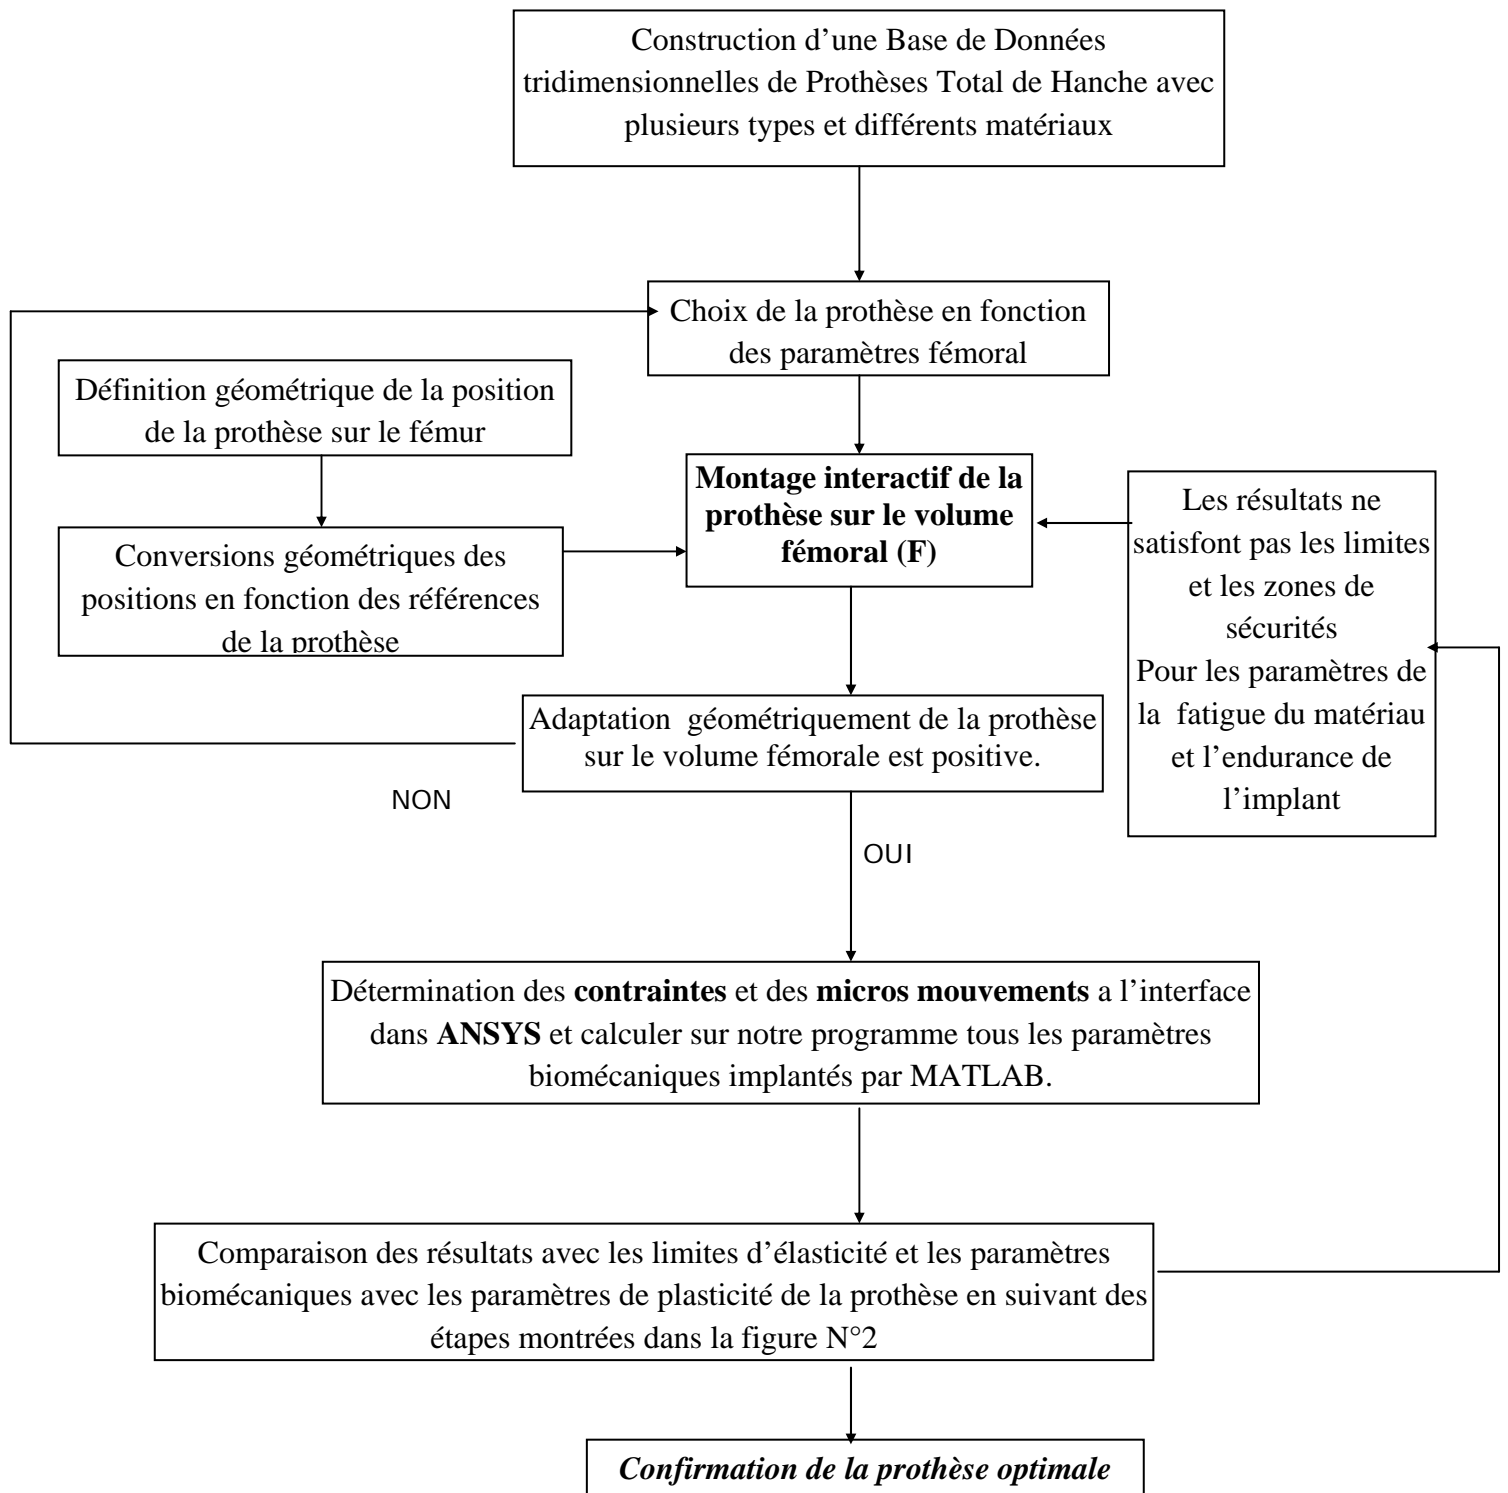 Construction d’une Base de Données
tridimensionnelles de Prothèses Total de Hanche avec
plusieurs types et différents matériaux
Choix de la prothèse en fonction
des paramètres fémoral
Définition géométrique de la position
de la prothèse sur le fémur
Montage interactif de la
prothèse sur le volume
fémoral (F)
Conversions géométriques des
positions en fonction des références
de la prothèse
Les résultats ne
satisfont pas les limites
et les zones de
sécurités
Pour les paramètres de
la fatigue du matériau
et l’endurance de
l’implant
Adaptation géométriquement de la prothèse
sur le volume fémorale est positive.
NON
OUI
Détermination des contraintes et des micros mouvements a l’interface
dans ANSYS et calculer sur notre programme tous les paramètres
biomécaniques implantés par MATLAB.
Comparaison des résultats avec les limites d’élasticité et les paramètres
biomécaniques avec les paramètres de plasticité de la prothèse en suivant des
étapes montrées dans la figure N°2
Confirmation de la prothèse optimale